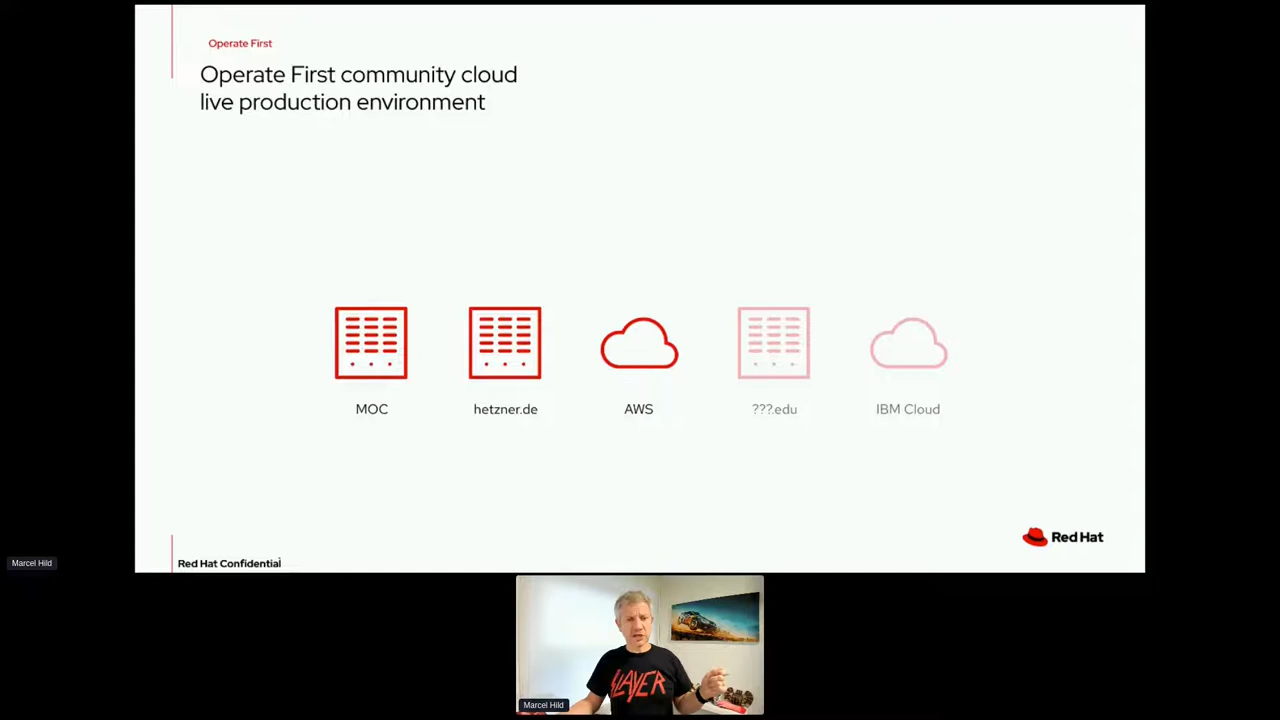 Operate First
Operate First community cloud
live production environment
MOC
hetzner.de
AWS
???.edu
IBM Cloud
Red Hat
Red Hat Confidential
Marcel Hild
SLAYER
Marcel Hild